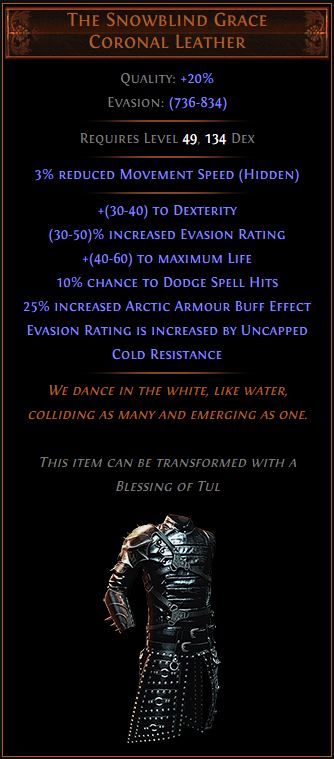 The Snowblind Grace
Coronal Leather
Quality: +20%
Evasion: (736-834)
Requires Level 49, 134 Dex
3% reduced Movement Speed (Hidden)
+(30-40) to Dexterity
(30-50)% increased Evasion Rating
+(40-60) to maximum Life
10% chance to Dodge Spell Hits
25% increased Arctic Armour Buff Effect
Evasion Rating is increased by Uncapped
Cold Resistance
We dance in the white, like water,
colliding as many and emerging as one.
This item can be transformed with a
Blessing of Tul